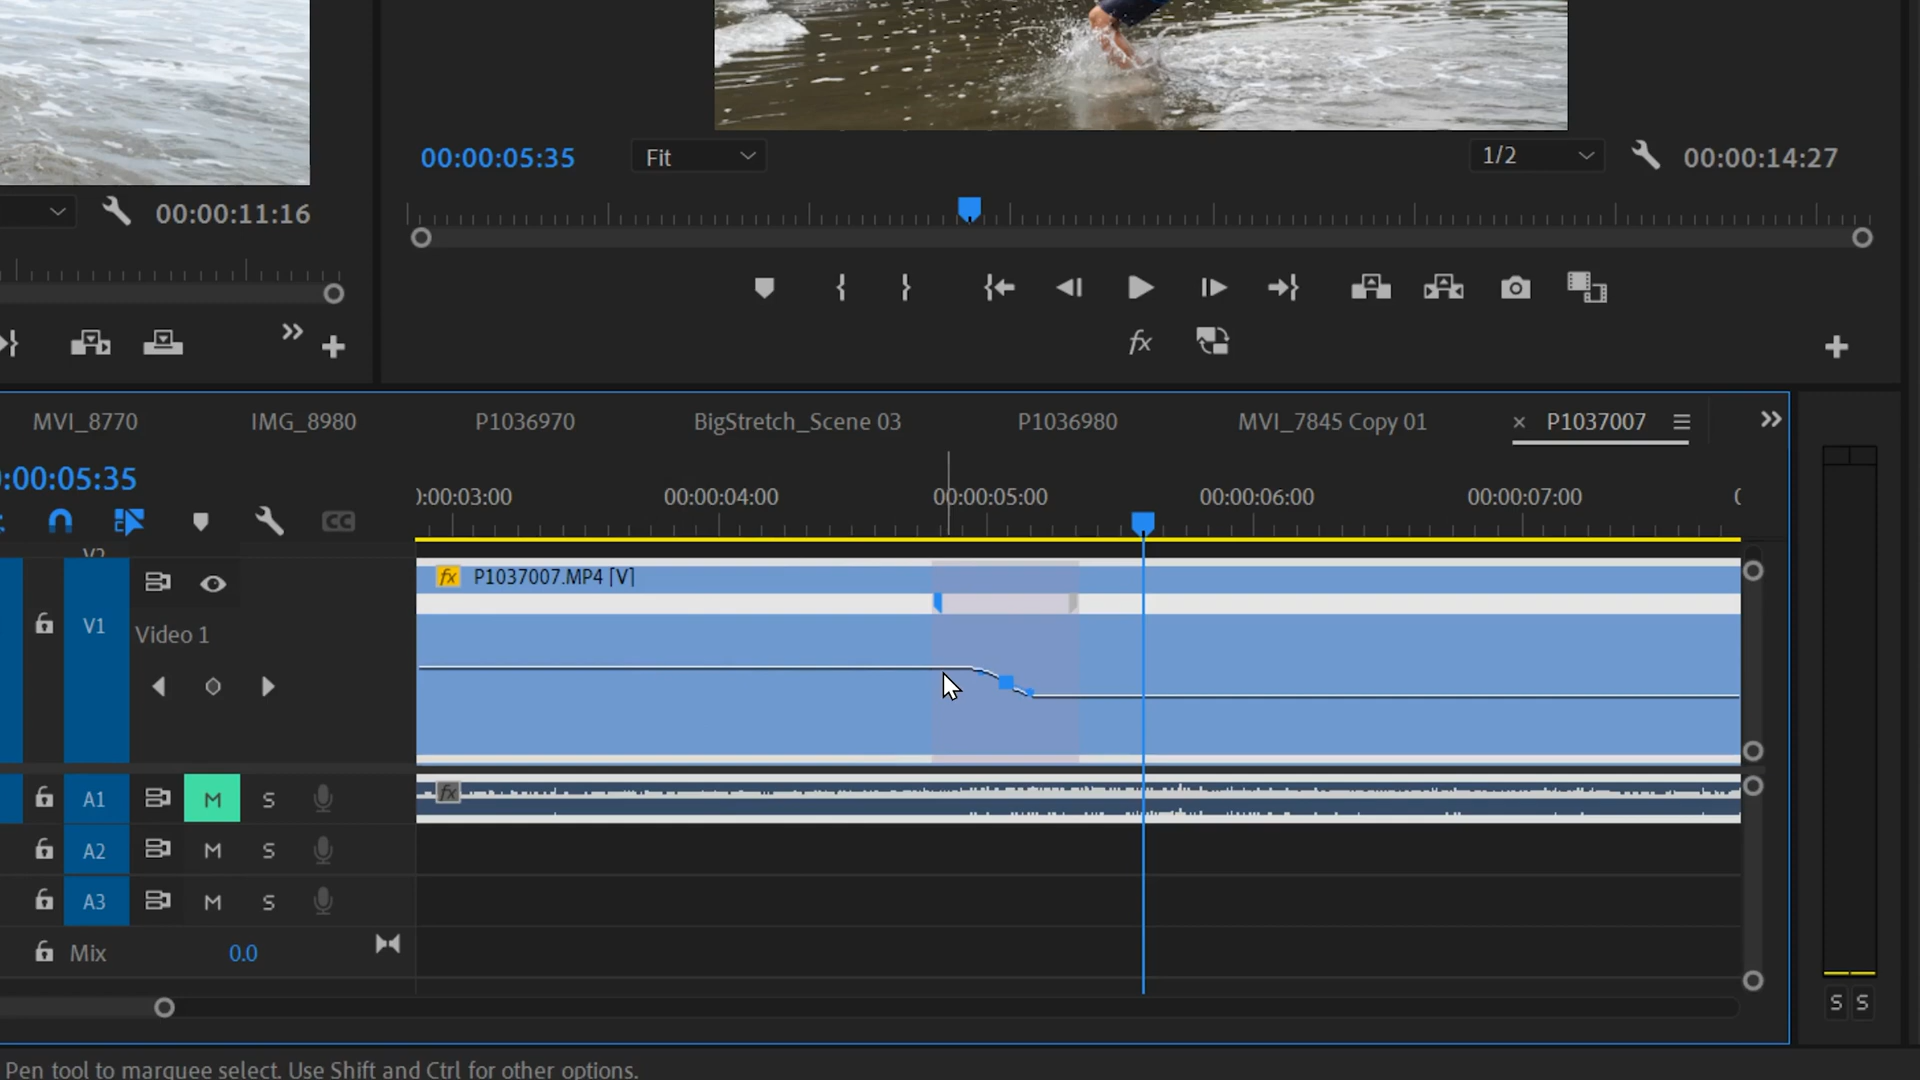 00:00:05:35
Fit
1/2
00:00:14:27
00:00:11:16
fx
MVI_8770
IMG_8980
P1036970
BigStretch_Scene 03
P1036980
MVI_7845 Copy 01
× P1037007
:00:05:35
:00:03:00
00:00:04:00
00:00:05:00
00:00:06:00
00:00:07:00
CC
V2
fx P1037007.MP4 [V]
V1
Video 1
A1 M S
fx
A2 M S
A3 M S
Mix 0.0
S S
Pen tool to marquee select. Use Shift and Ctrl for other options.